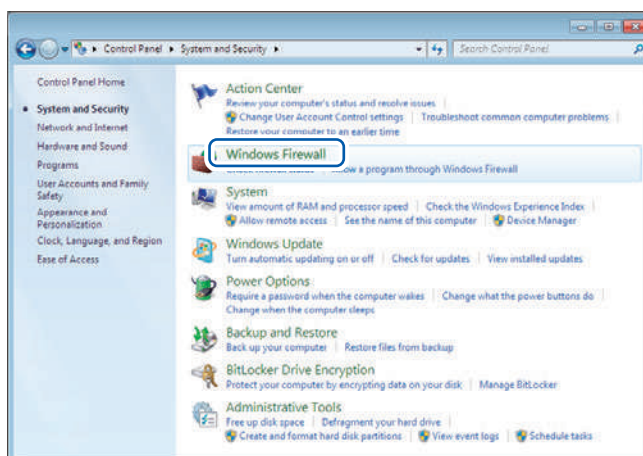 Control Panel ▸ System and Security ▸
Search Control Panel
Control Panel Home
System and Security
Network and Internet
Hardware and Sound
Programs
User Accounts and Family
Safety
Appearance and
Personalization
Clock, Language, and Region
Ease of Access
Action Center
Review your computer's status and resolve issues
Change User Account Control settings | Troubleshoot common computer problems
Restore your computer to an earlier time
Windows Firewall
Check firewall status | Allow a program through Windows Firewall
System
View amount of RAM and processor speed | Check the Windows Experience Index
Allow remote access | See the name of this computer | Device Manager
Windows Update
Turn automatic updating on or off | Check for updates | View installed updates
Power Options
Require a password when the computer wakes | Change what the power buttons do
Change when the computer sleeps
Backup and Restore
Back up your computer | Restore files from backup
BitLocker Drive Encryption
Protect your computer by encrypting data on your disk | Manage BitLocker
Administrative Tools
Free up disk space | Defragment your hard drive
Create and format hard disk partitions | View event logs | Schedule tasks